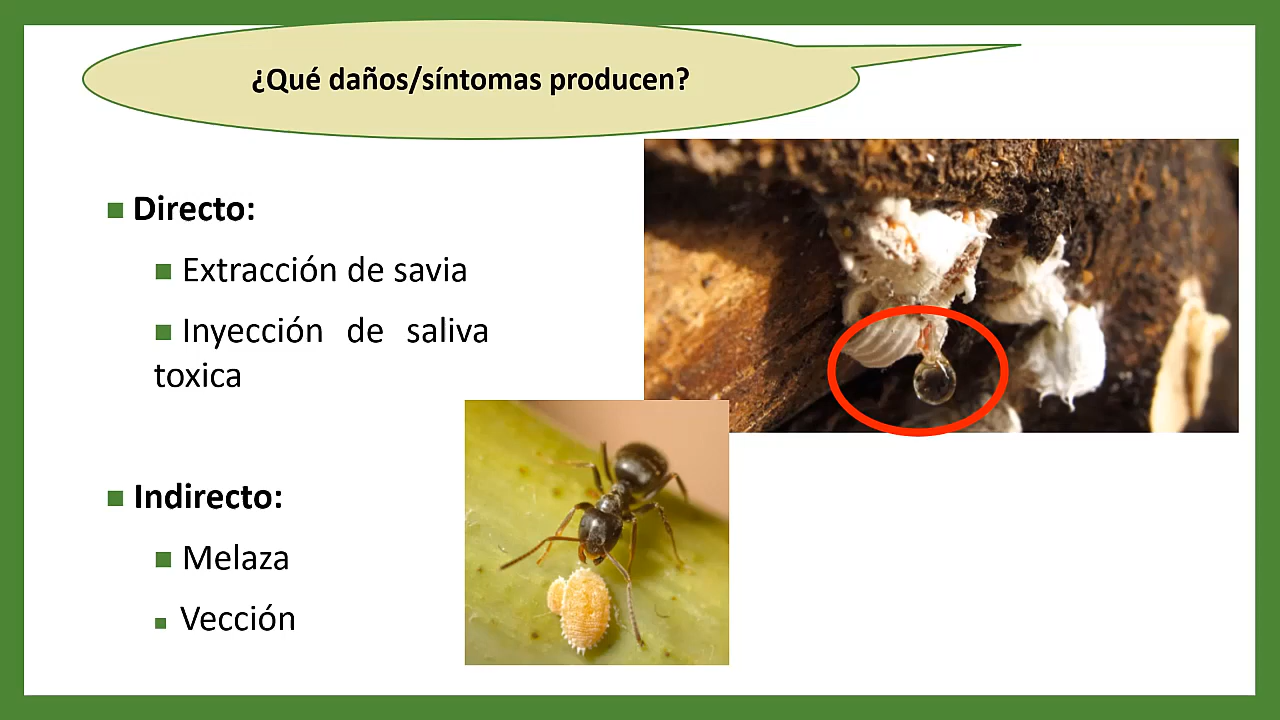 ¿Qué daños/síntomas producen?
Directo:
Extracción de savia
Inyección de saliva
toxica
Indirecto:
Melaza
Vección